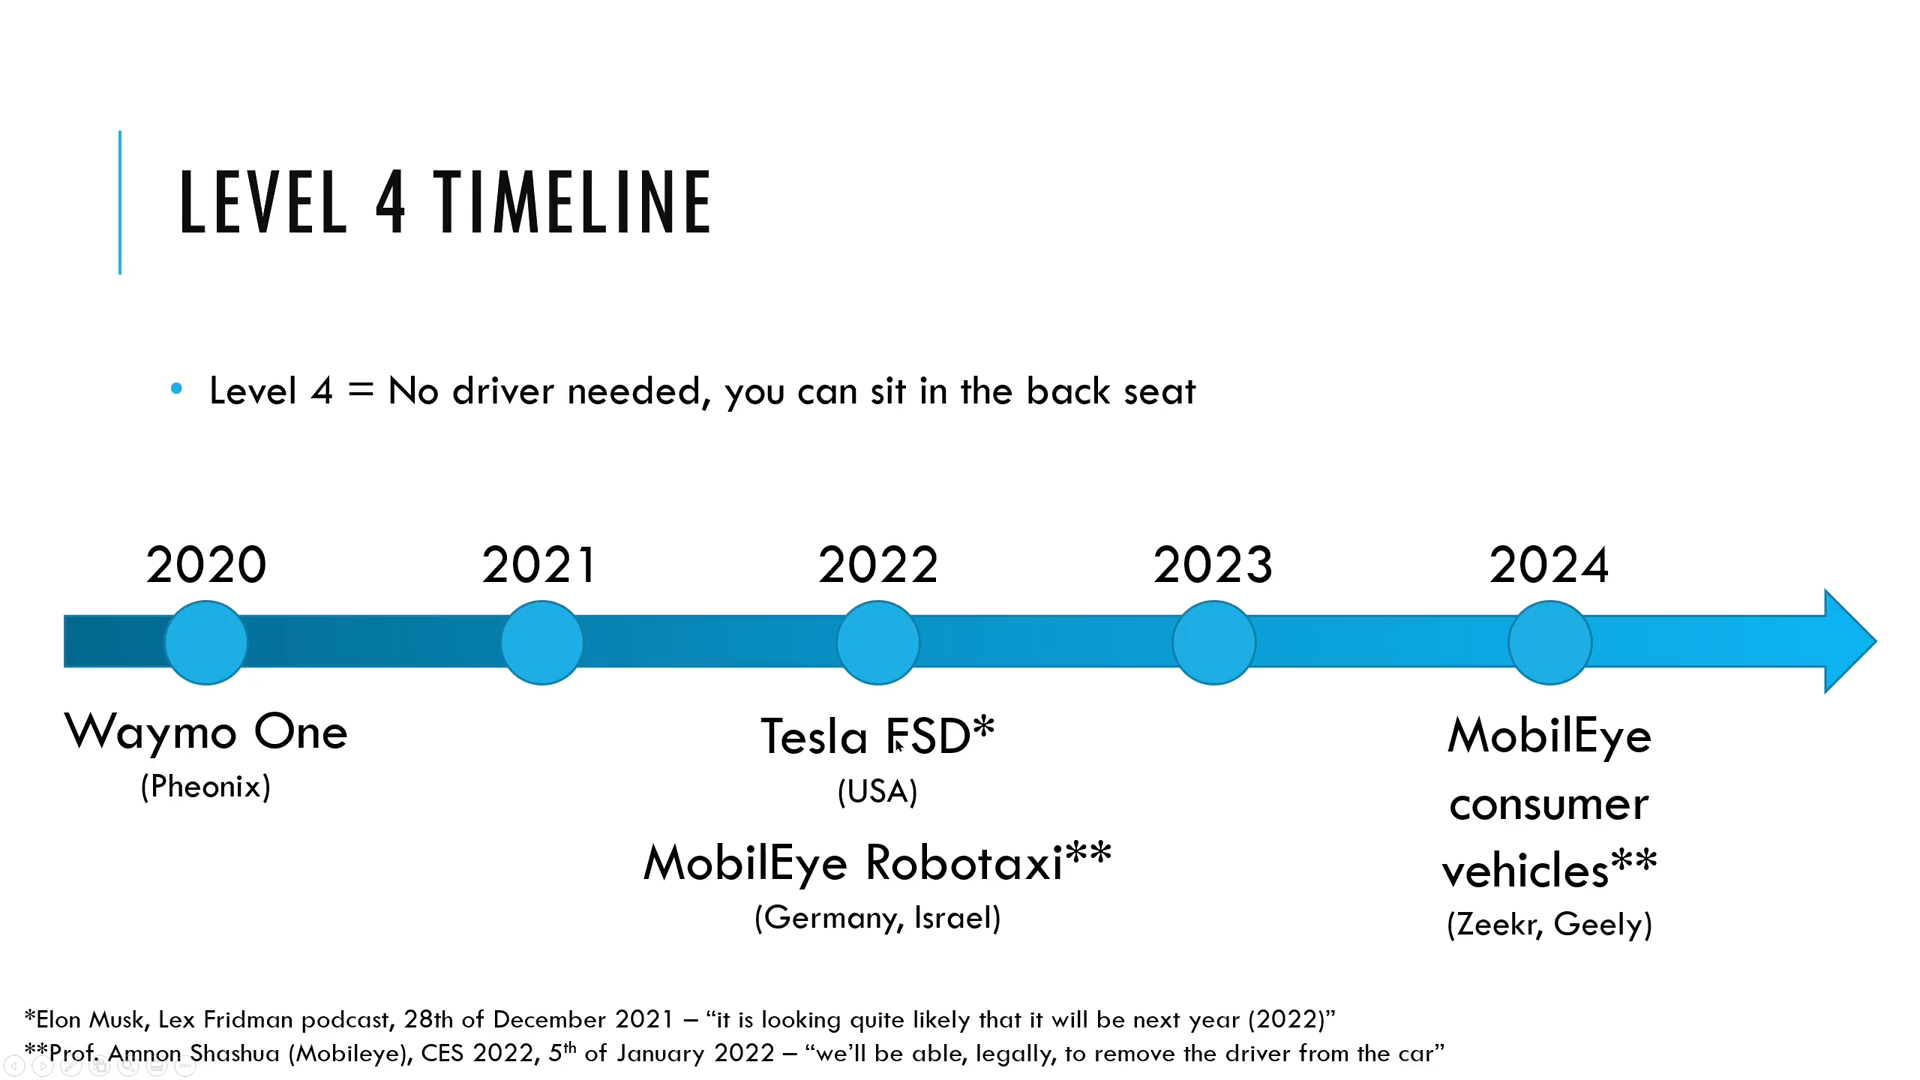 LEVEL 4 TIMELINE
• Level 4 = No driver needed, you can sit in the back seat
2020 2021 2022 2023 2024
Waymo One
(Pheonix)
Tesla FSD*
(USA)
MobilEye Robotaxi**
(Germany, Israel)
MobilEye
consumer
vehicles**
(Zeekr, Geely)
*Elon Musk, Lex Fridman podcast, 28th of December 2021 – “it is looking quite likely that it will be next year (2022)”
**Prof. Amnon Shashua (Mobileye), CES 2022, 5th of January 2022 – “we’ll be able, legally, to remove the driver from the car”